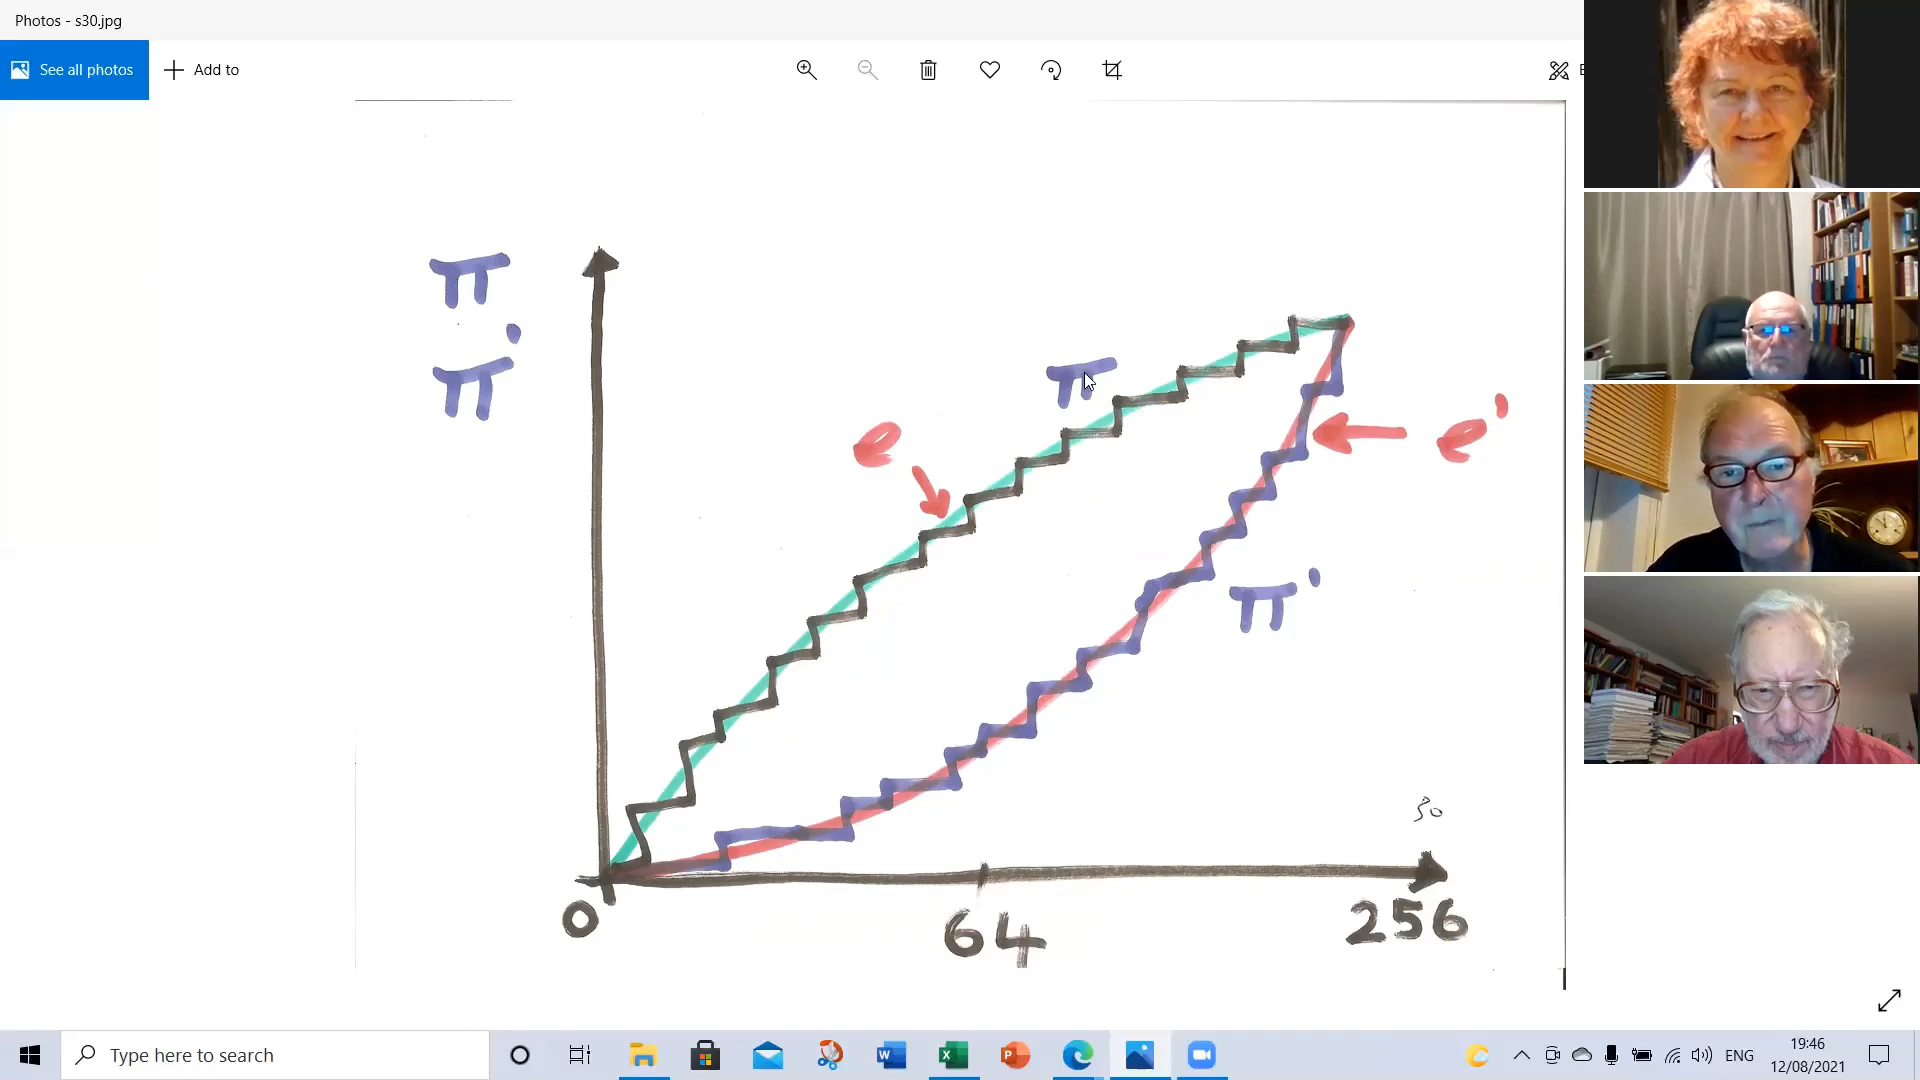 Photos - s30.jpg
See all photos
Add to
E
π
π'
π
e
e'
π'
30
0
64
256
Type here to search
ENG
19:46
12/08/2021